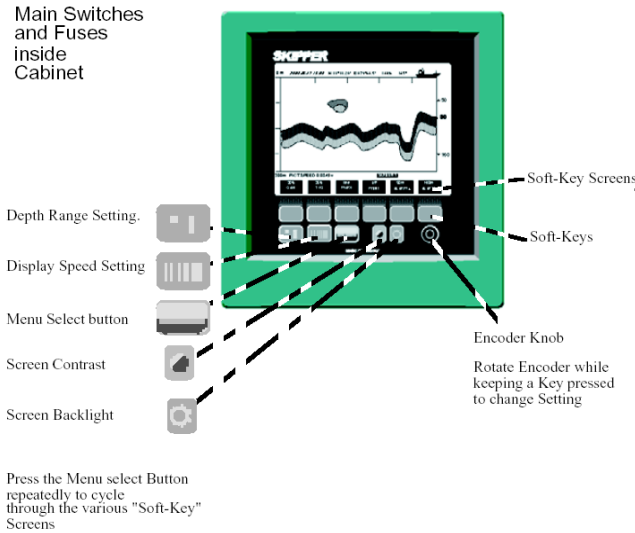 Main Switches
and Fuses
inside
Cabinet
SKIPPER
Soft-Key Screens
Depth Range Setting.
Soft-Keys
Display Speed Setting
Menu Select button
Encoder Knob
Screen Contrast
Rotate Encoder while
keeping a Key pressed
to change Setting
Screen Backlight
Press the Menu select Button
repeatedly to cycle
through the various "Soft-Key"
Screens